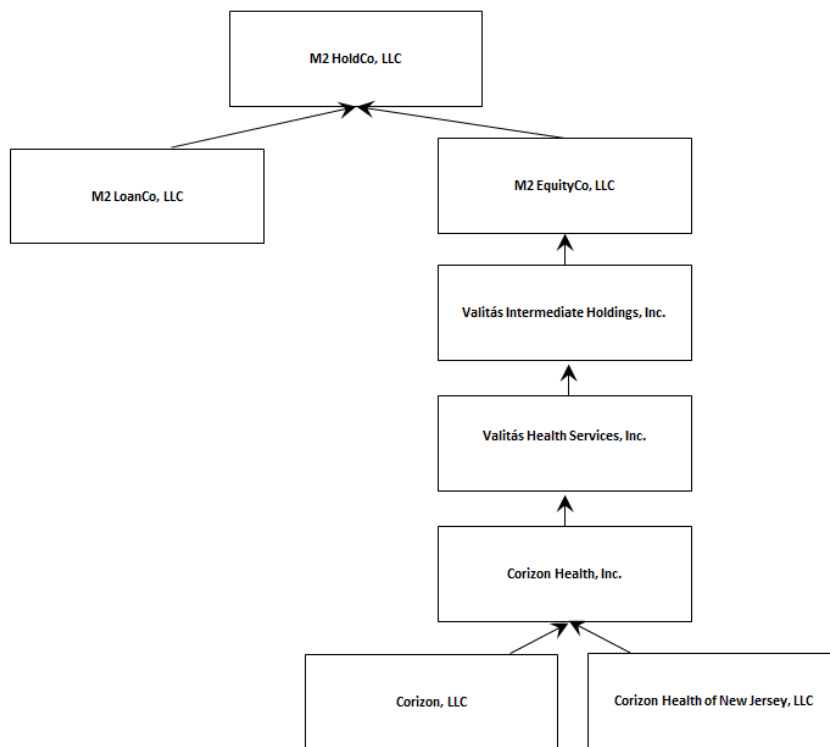 M2 HoldCo, LLC
M2 LoanCo, LLC
M2 EquityCo, LLC
Valitás Intermediate Holdings, Inc.
Valitás Health Services, Inc.
Corizon Health, Inc.
Corizon, LLC
Corizon Health of New Jersey, LLC